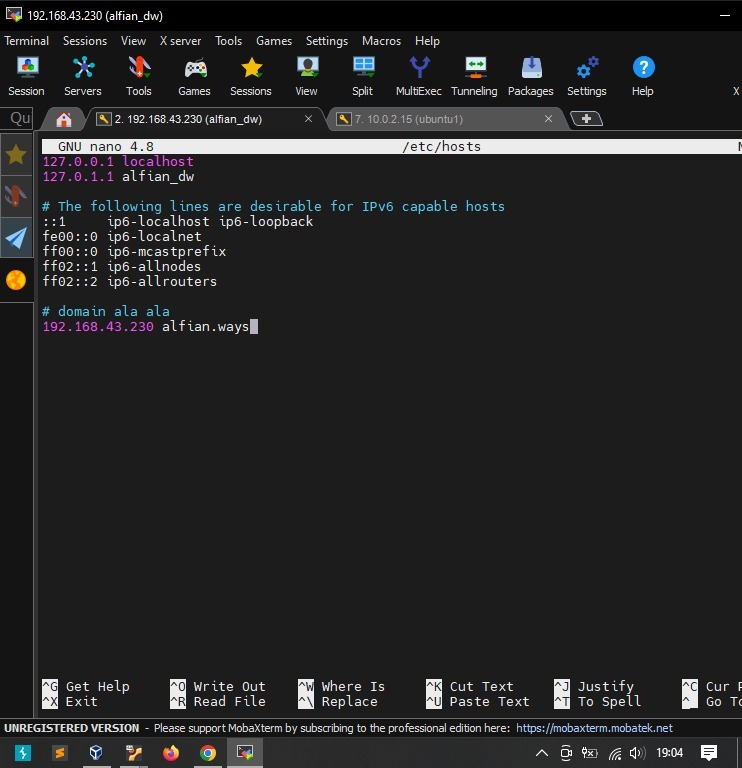 192.168.43.230 (alfian_dw)
Terminal Sessions View X server Tools Games Settings Macros Help
Session Servers Tools Games Sessions View Split MultiExec Tunneling Packages Settings Help X
Qu 2. 192.168.43.230 (alfian_dw) 7. 10.0.2.15 (ubuntu1)
GNU nano 4.8 /etc/hosts M
127.0.0.1 localhost
127.0.1.1 alfian_dw
# The following lines are desirable for IPv6 capable hosts
::1 ip6-localhost ip6-loopback
fe00::0 ip6-localnet
ff00::0 ip6-mcastprefix
ff02::1 ip6-allnodes
ff02::2 ip6-allrouters
# domain ala ala
192.168.43.230 alfian.ways
^G Get Help ^O Write Out ^W Where Is ^K Cut Text ^J Justify ^C Cur P
^X Exit ^R Read File ^\ Replace ^U Paste Text ^T To Spell ^_ Go To
UNREGISTERED VERSION - Please support MobaXterm by subscribing to the professional edition here: https://mobaxterm.mobatek.net
19:04